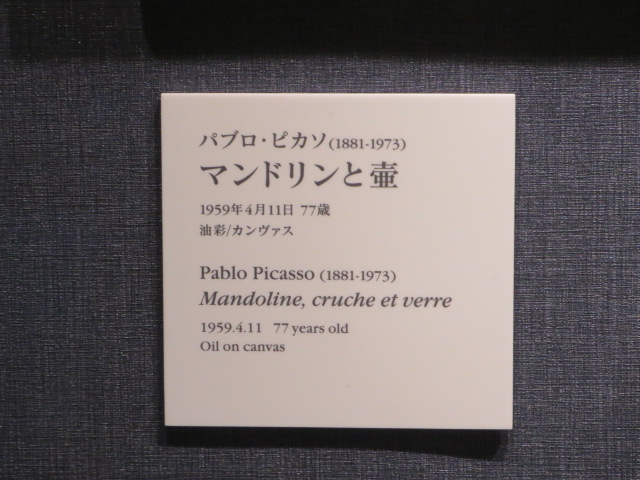 パブロ・ピカソ(1881-1973)
マンドリンと壷
1959年4月11日 77歳
油彩/カンヴァス
Pablo Picasso (1881-1973)
Mandoline, cruche et verre
1959.4.11 77 years old
Oil on canvas